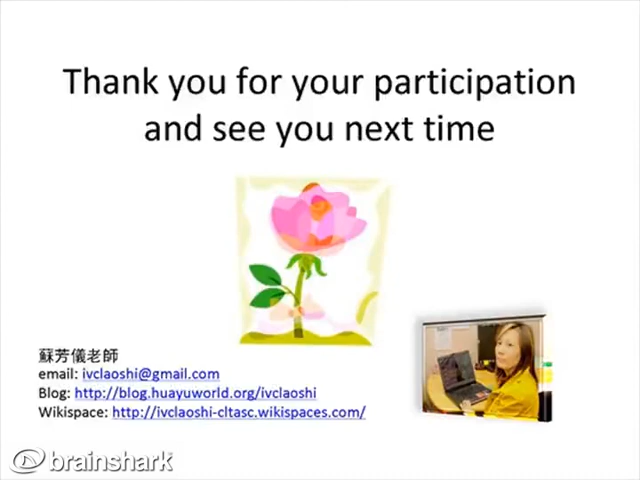 Thank you for your participation
and see you next time
蘇芳儀老師
email: ivclaoshi@gmail.com
Blog: http://blog.huayuworld.org/ivclaoshi
Wikispace: http://ivclaoshi-cltasc.wikispaces.com/
brainshark